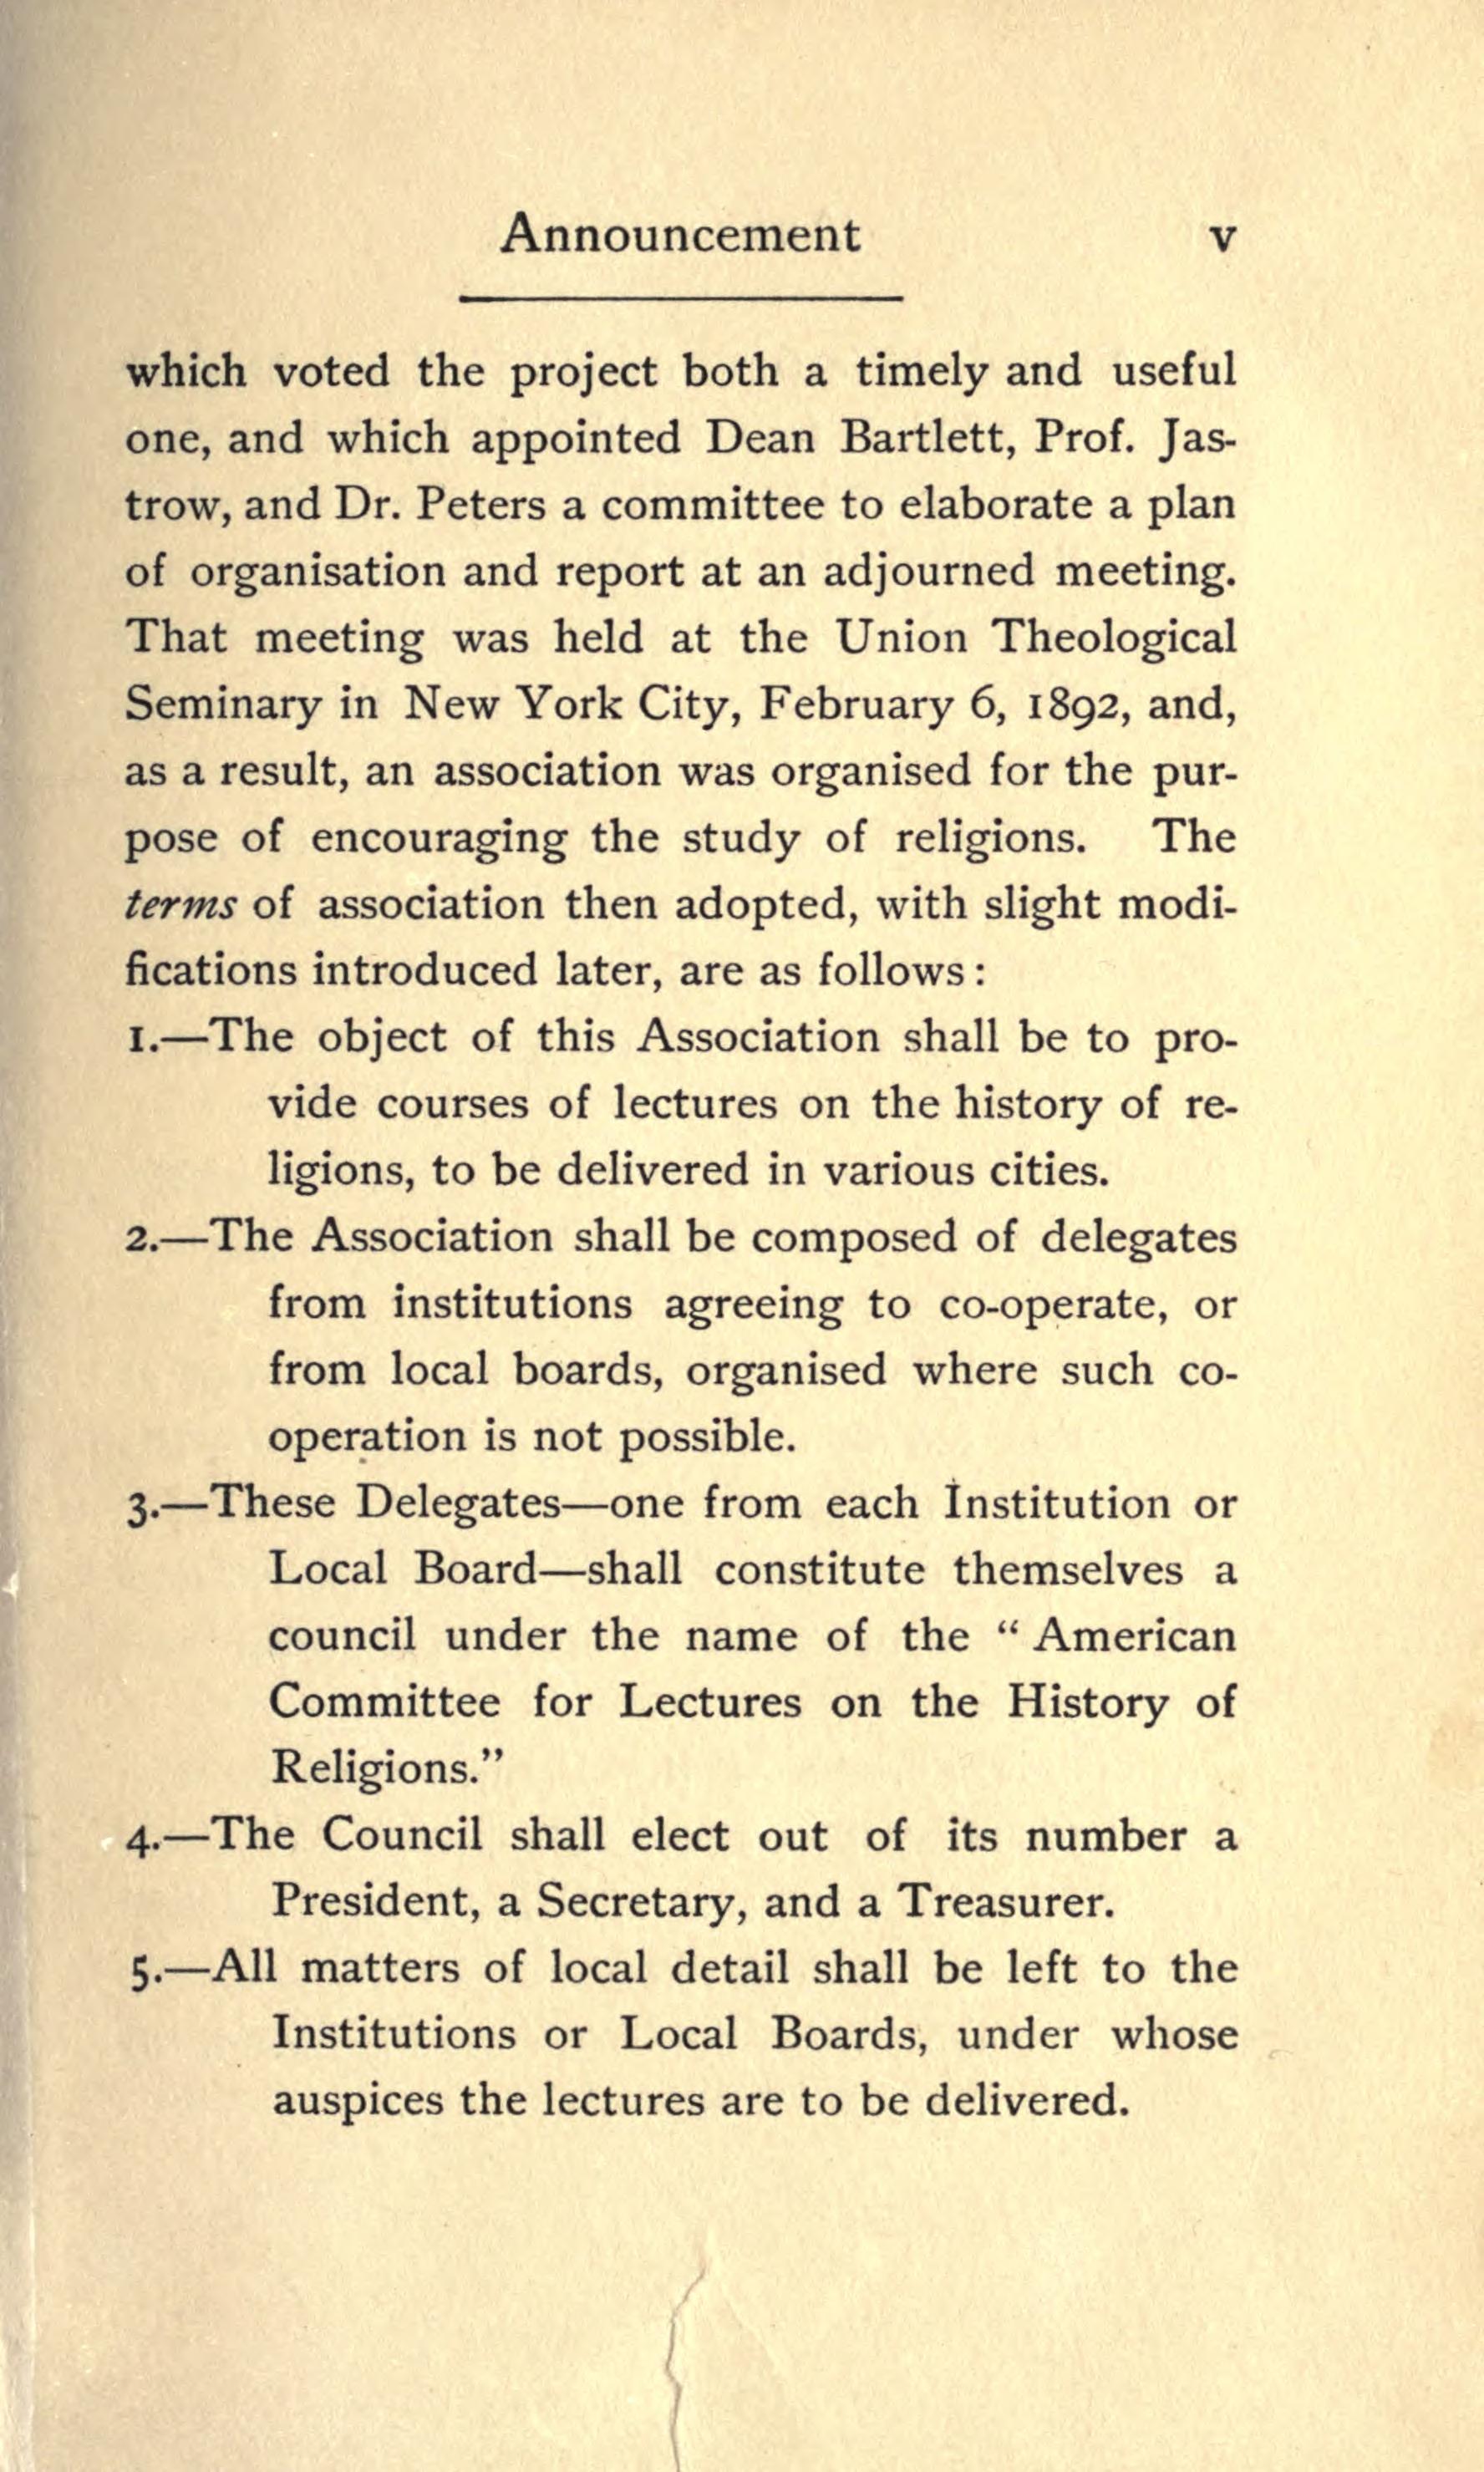 Announcement v
which voted the project both a timely and useful
one, and which appointed Dean Bartlett, Prof. Jas-
trow, and Dr. Peters a committee to elaborate a plan
of organisation and report at an adjourned meeting.
That meeting was held at the Union Theological
Seminary in New York City, February 6, 1892, and,
as a result, an association was organised for the pur-
pose of encouraging the study of religions. The
terms of association then adopted, with slight modi-
fications introduced later, are as follows:
1.—The object of this Association shall be to pro-
vide courses of lectures on the history of re-
ligions, to be delivered in various cities.
2.—The Association shall be composed of delegates
from institutions agreeing to co-operate, or
from local boards, organised where such co-
operation is not possible.
3.—These Delegates—one from each Institution or
Local Board—shall constitute themselves a
council under the name of the “ American
Committee for Lectures on the History of
Religions.”
4.—The Council shall elect out of its number a
President, a Secretary, and a Treasurer.
5.—All matters of local detail shall be left to the
Institutions or Local Boards, under whose
auspices the lectures are to be delivered.